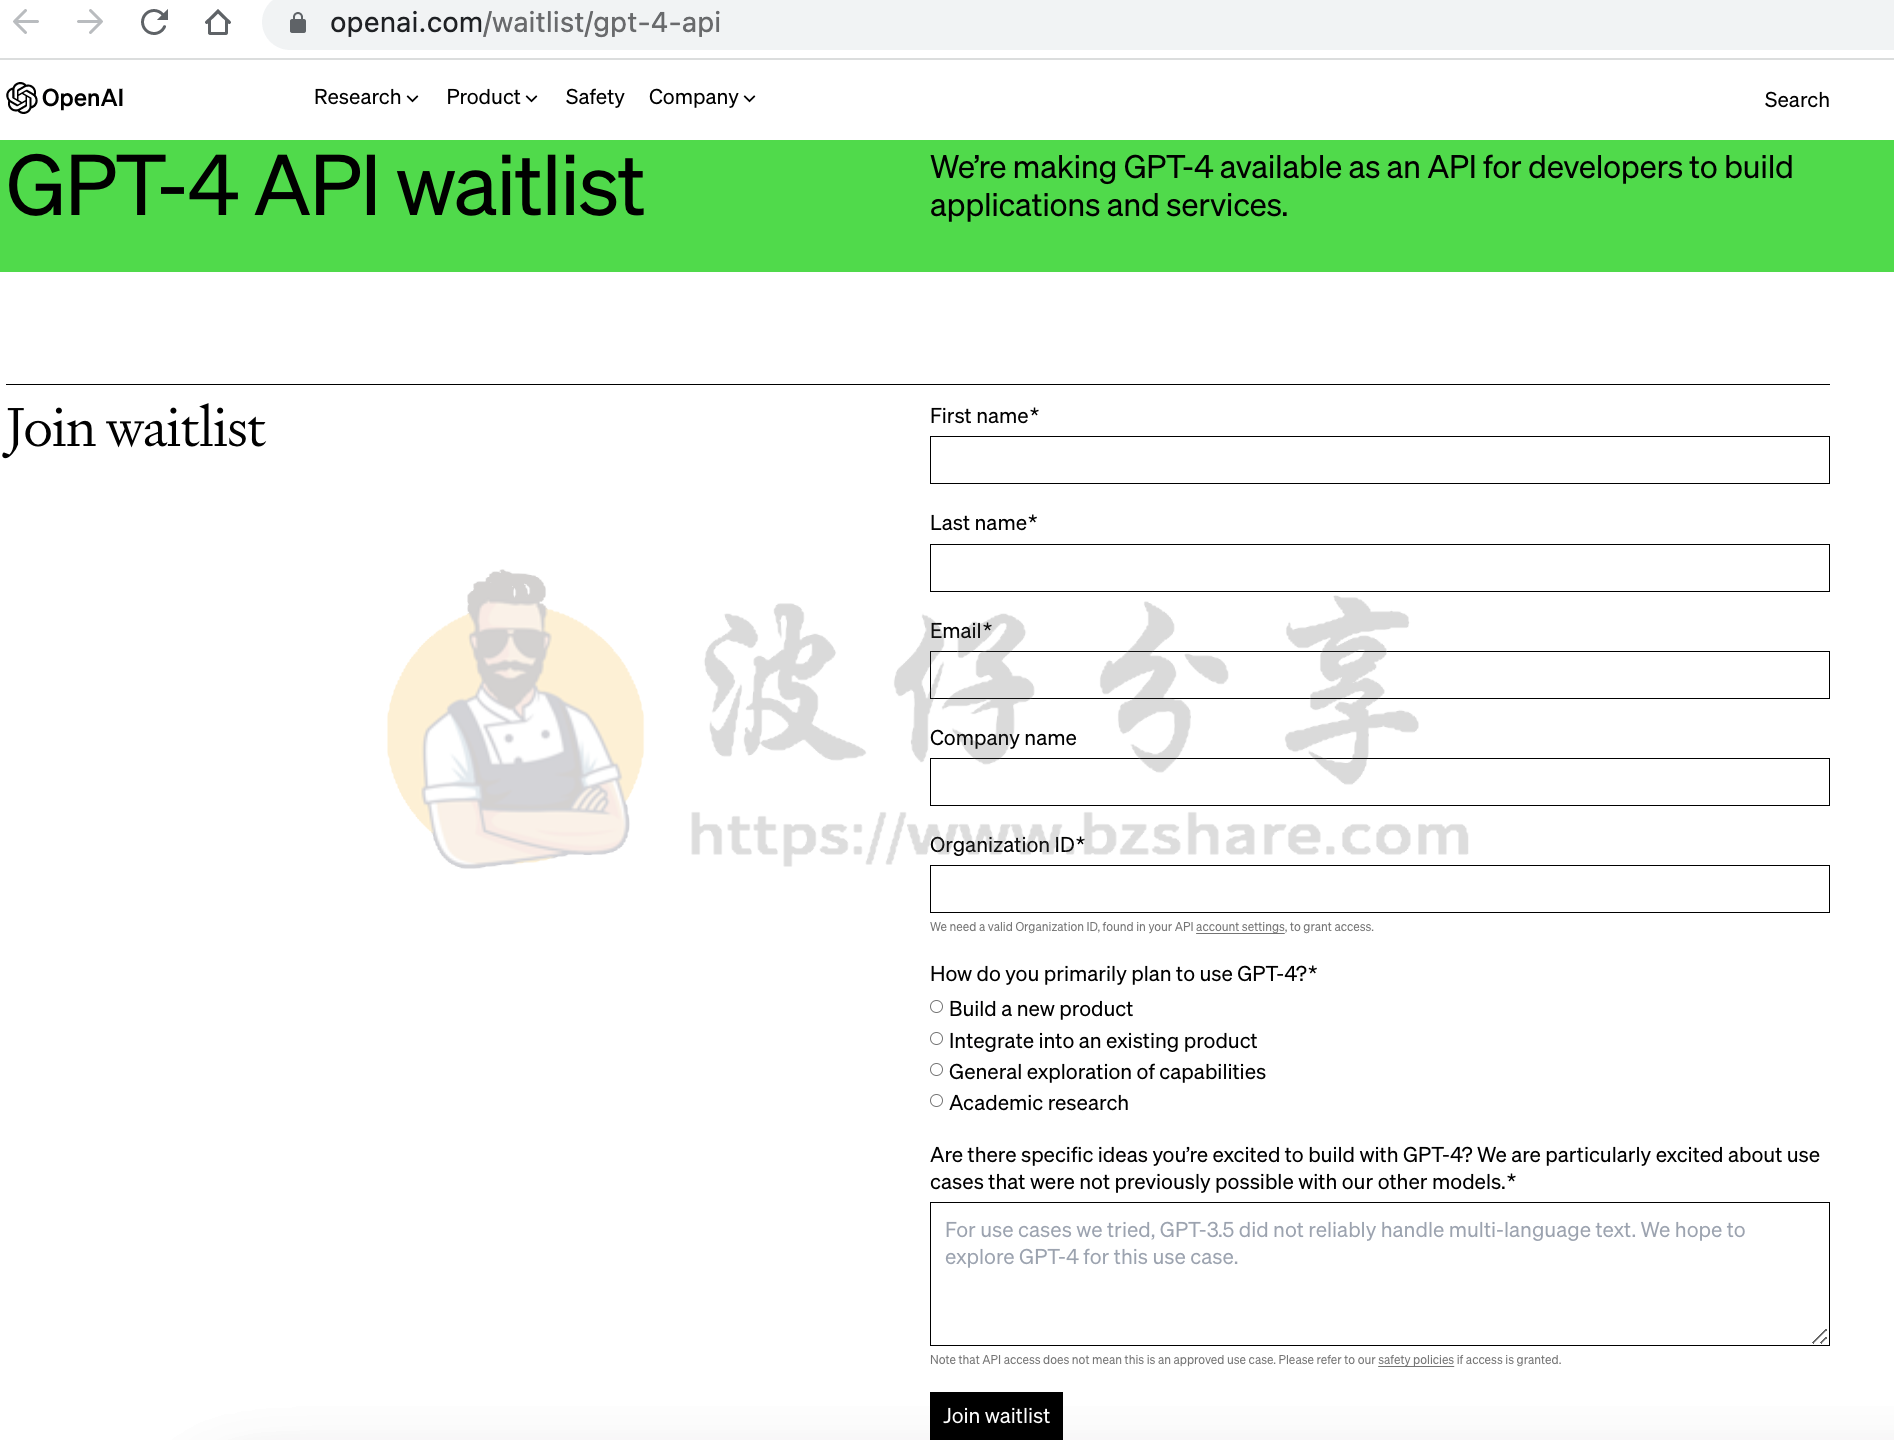 openai.com/waitlist/gpt-4-api
OpenAI
Research
Product
Safety
Company
Search
GPT-4 API waitlist
We’re making GPT-4 available as an API for developers to build
applications and services.
Join waitlist
First name*
Last name*
Email*
Company name
Organization ID*
We need a valid Organization ID, found in your API account settings, to grant access.
How do you primarily plan to use GPT-4?*
Build a new product
Integrate into an existing product
General exploration of capabilities
Academic research
Are there specific ideas you’re excited to build with GPT-4? We are particularly excited about use
cases that were not previously possible with our other models.*
For use cases we tried, GPT-3.5 did not reliably handle multi-language text. We hope to
explore GPT-4 for this use case.
Note that API access does not mean this is an approved use case. Please refer to our safety policies if access is granted.
Join waitlist
波仔分享
https://www.bzshare.com